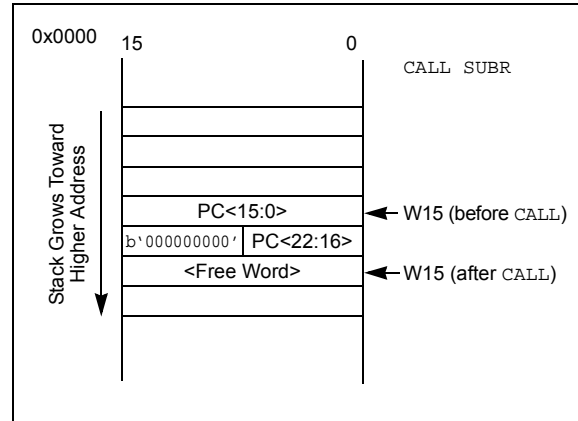 0x0000
15 0
CALL SUBR
Stack Grows Toward
Higher Address
PC<15:0>
W15 (before CALL)
b‘000000000’ PC<22:16>
<Free Word>
W15 (after CALL)